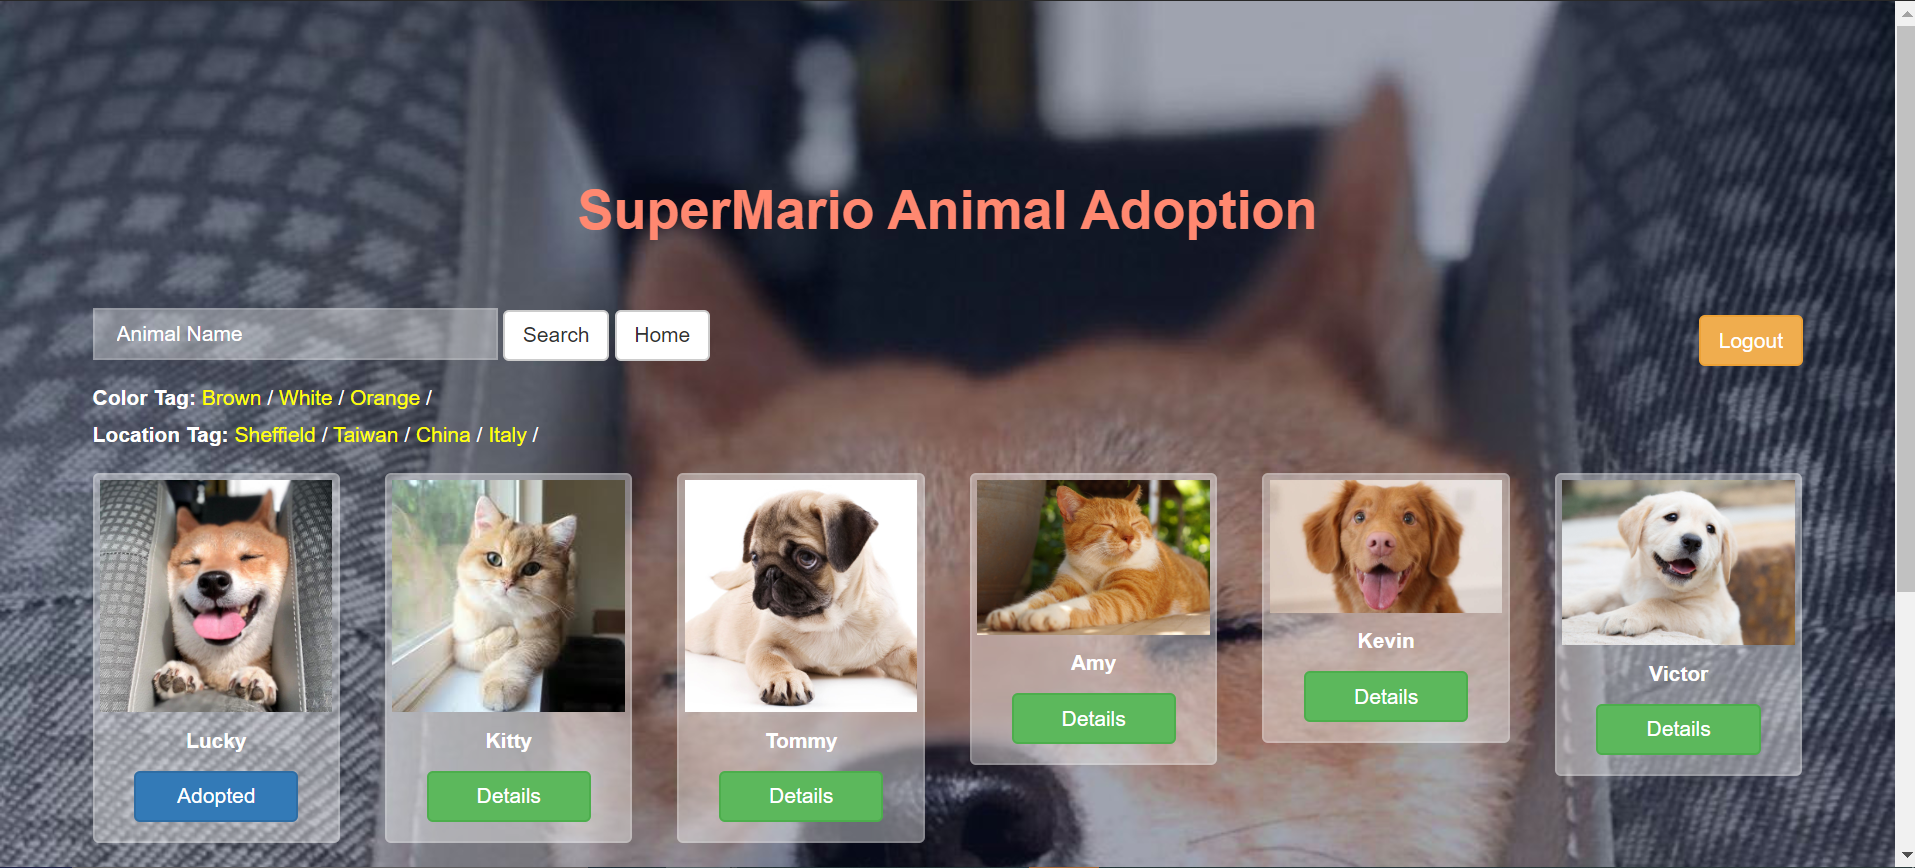 SuperMario Animal Adoption
Animal Name Search Home Logout
Color Tag: Brown / White / Orange /
Location Tag: Sheffield / Taiwan / China / Italy /
Lucky
Adopted
Kitty
Details
Tommy
Details
Amy
Details
Kevin
Details
Victor
Details